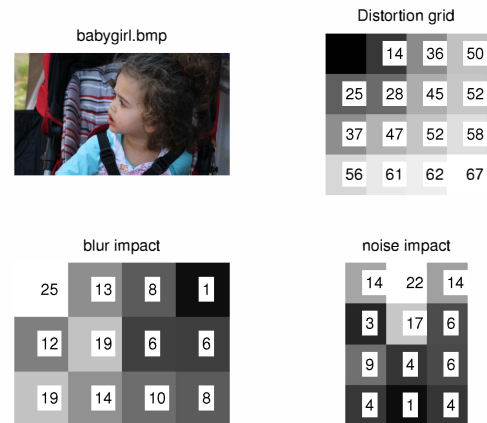 babygirl.bmp
Distortion grid
14 36 50
25 28 45 52
37 47 52 58
56 61 62 67
blur impact
25 13 8 1
12 19 6 6
19 14 10 8
noise impact
14 22 14
3 17 6
9 4 6
4 1 4